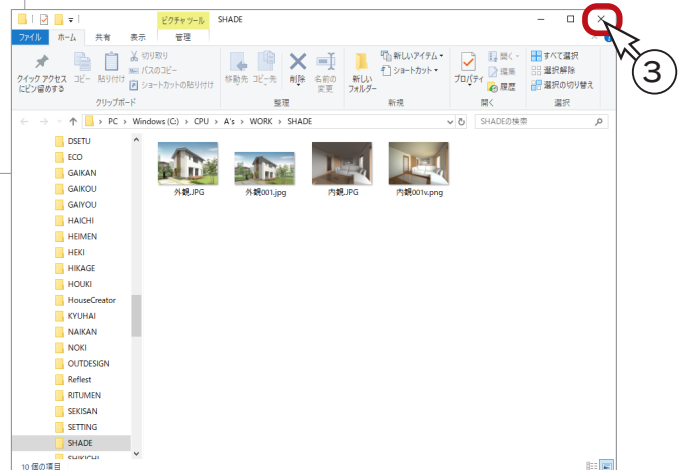 ピクチャ ツール SHADE
ファイル ホーム 共有 表示 管理
クイック アクセス にピン留めする
コピー
貼り付け
切り取り
パスのコピー
ショートカットの貼り付け
クリップボード
移動先 コピー先 削除 名前の変更
整理
新しいフォルダー
新しいアイテム
ショートカット
新規
プロパティ
開く
編集
履歴
開く
すべて選択
選択解除
選択の切り替え
選択
3
PC > Windows (C:) > CPU > A's > WORK > SHADE
SHADEの検索
DSETU
ECO
GAIKAN
GAIKOU
GAIYOU
HAICHI
HEIMEN
HEKI
HIKAGE
HOUKI
HouseCreator
KYUHAI
NAIKAN
NOKI
OUTDESIGN
Reflest
RITUMEN
SEKISAN
SETTING
SHADE
SHIKICHI
外観.JPG 外観001.jpg 内観.JPG 内観001v.png
10 個の項目